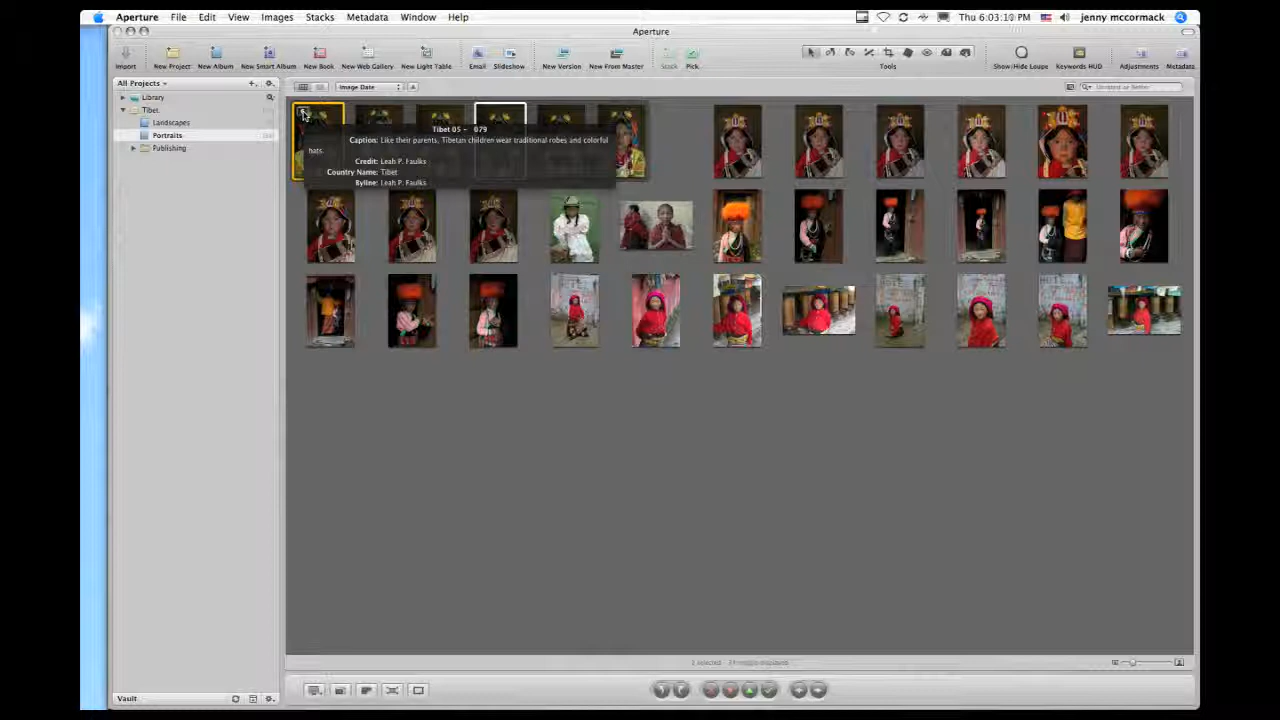 Aperture File Edit View Images Stacks Metadata Window Help Thu 6:03:10 PM jenny mccormack
Aperture
Import New Project New Album New Smart Album New Book New Web Gallery New Light Table Email Slideshow New Version New From Master Stack Pick Tools Show/Hide Loupe Keywords HUD Adjustments Metadata
All Projects
Image Date
Unrated or Better
Library
Tibet
Landscapes
Portraits
Publishing
Tibet 05 - 079
Caption: Like their parents, Tibetan children wear traditional robes and colorful
hats.
Credit: Leah P. Faulks
Country Name: Tibet
Byline: Leah P. Faulks
Vault